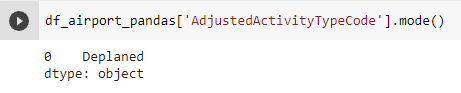 df_airport_pandas['AdjustedActivityTypeCode'].mode()
0    Deplaned
dtype: object